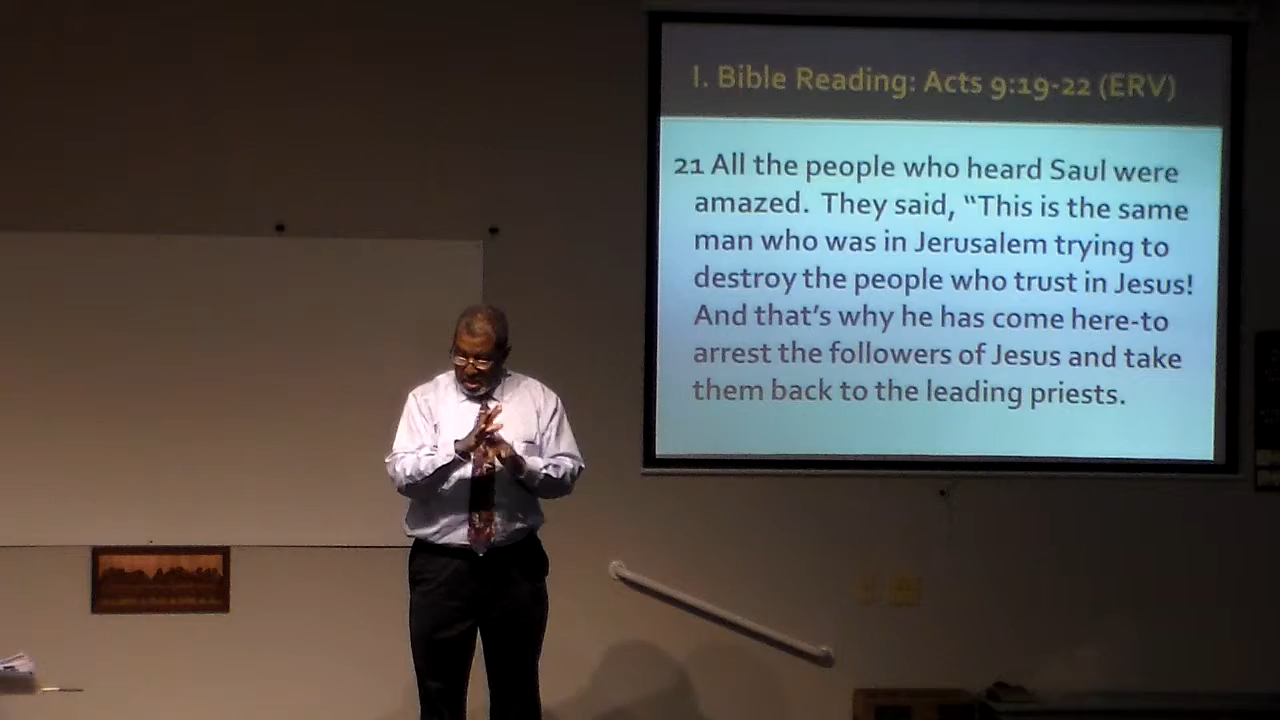 I. Bible Reading: Acts 9:19-22 (ERV)
21 All the people who heard Saul were
amazed.  They said, “This is the same
man who was in Jerusalem trying to
destroy the people who trust in Jesus!
And that’s why he has come here-to
arrest the followers of Jesus and take
them back to the leading priests.